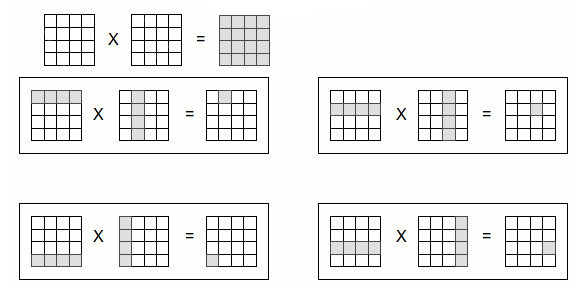 X =
X = X =
X = X =